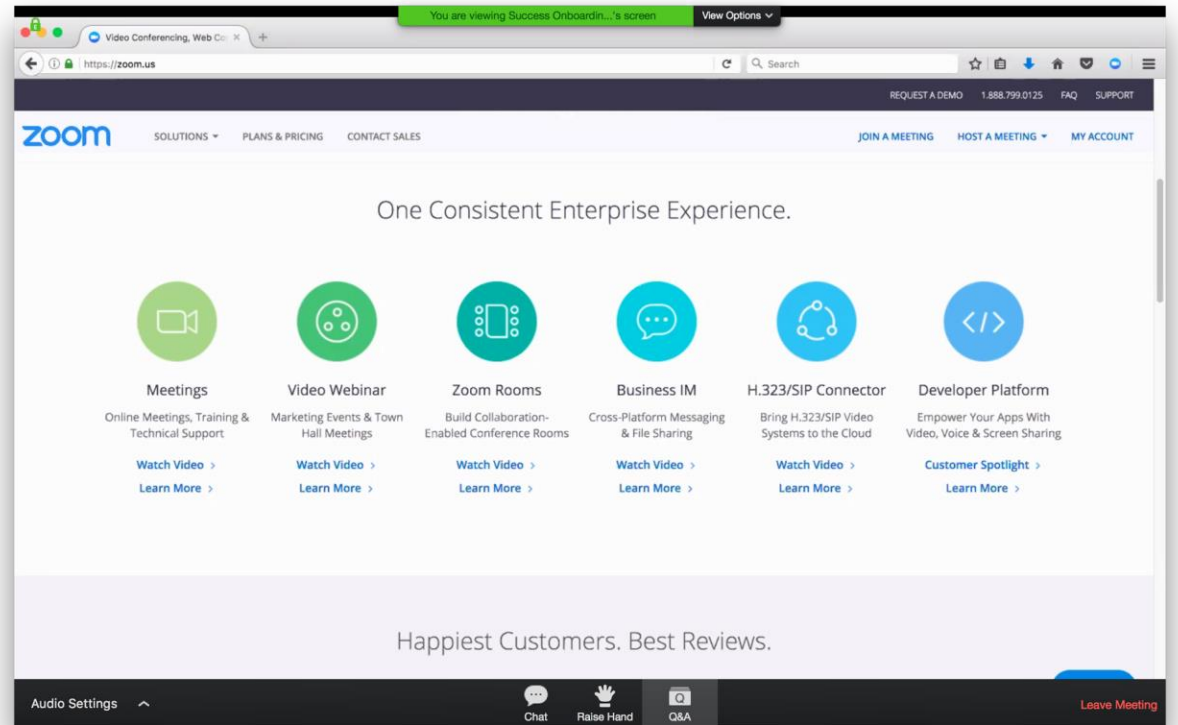 You are viewing Success Onboardin...'s screen View Options
Video Conferencing, Web Co
https://zoom.us Search
REQUEST A DEMO 1.888.799.0125 FAQ SUPPORT
zoom SOLUTIONS PLANS & PRICING CONTACT SALES JOIN A MEETING HOST A MEETING MY ACCOUNT
One Consistent Enterprise Experience.
Meetings Video Webinar Zoom Rooms Business IM H.323/SIP Connector Developer Platform
Online Meetings, Training & Marketing Events & Town Build Collaboration- Cross-Platform Messaging Bring H.323/SIP Video Empower Your Apps With
Technical Support Hall Meetings Enabled Conference Rooms & File Sharing Systems to the Cloud Video, Voice & Screen Sharing
Watch Video > Watch Video > Watch Video > Watch Video > Watch Video > Customer Spotlight >
Learn More > Learn More > Learn More > Learn More > Learn More > Learn More >
Happiest Customers. Best Reviews.
Audio Settings Chat Raise Hand Q&A Leave Meeting